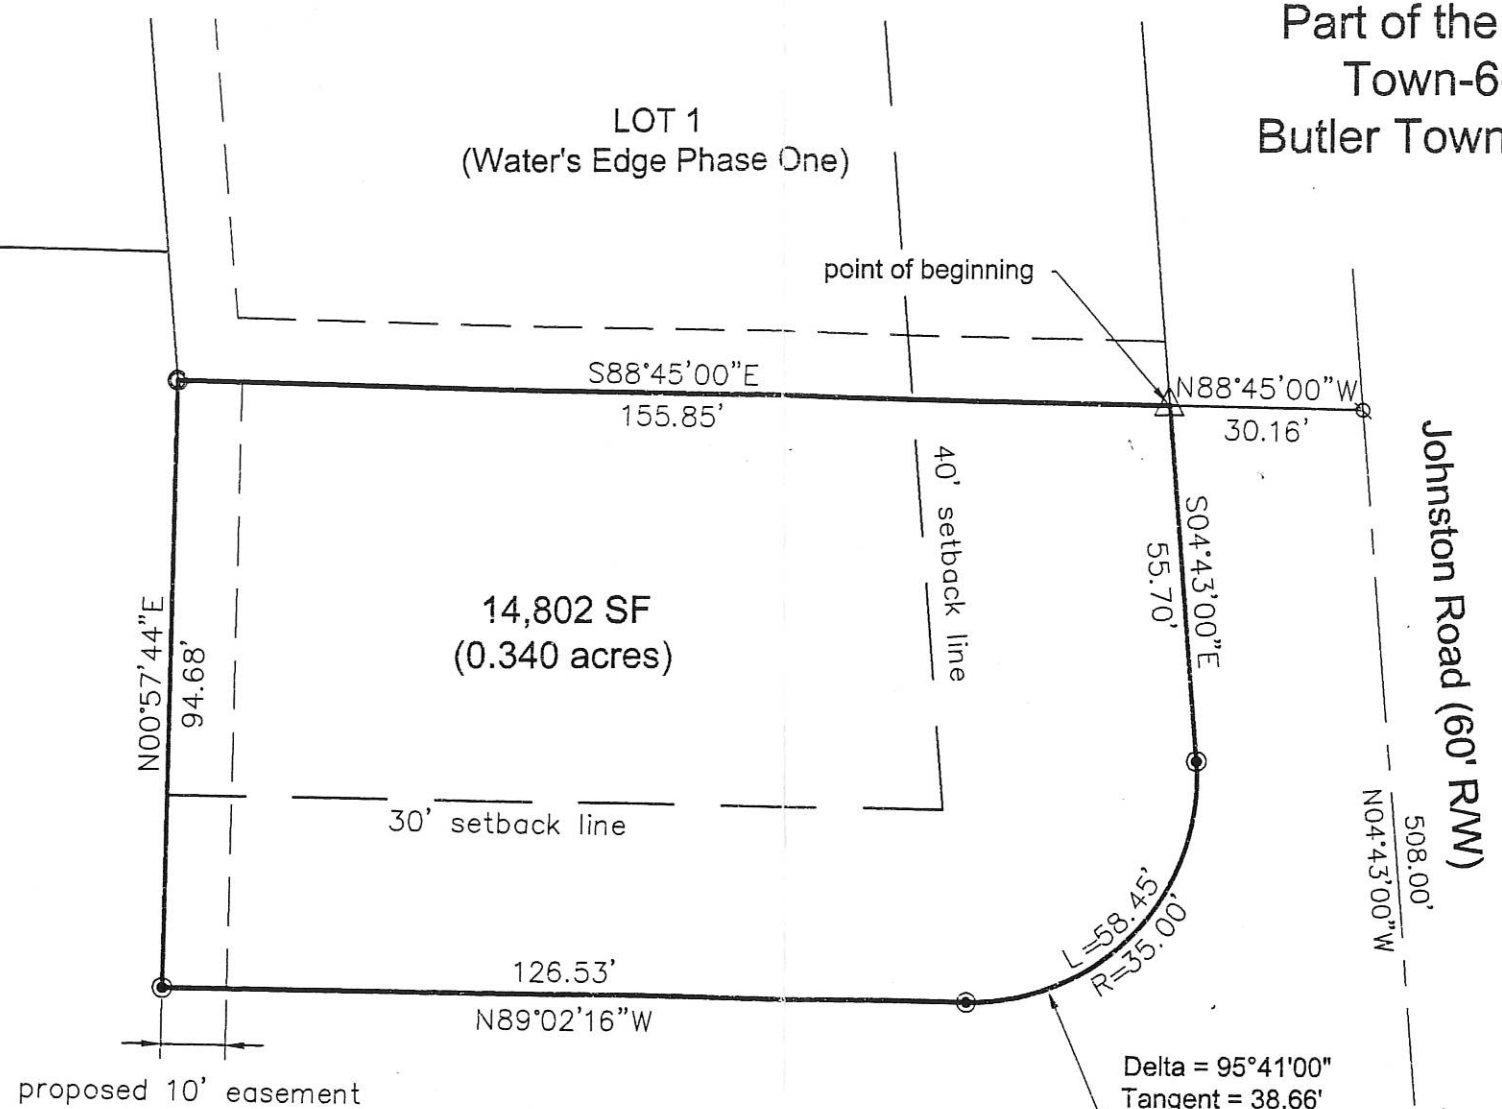 Part of the
Town-6
Butler Town
LOT 1
(Water's Edge Phase One)
point of beginning
S88°45'00"E
155.85'
N88°45'00"W
30.16'
Johnston Road (60' R/W)
40' setback line
S04°43'00"E
55.70'
14,802 SF
(0.340 acres)
N00°57'44"E
94.68'
30' setback line
508.00'
N04°43'00"W
L=58.45'
R=35.00'
126.53'
N89°02'16"W
Delta = 95°41'00"
Tangent = 38.66'
proposed 10' easement